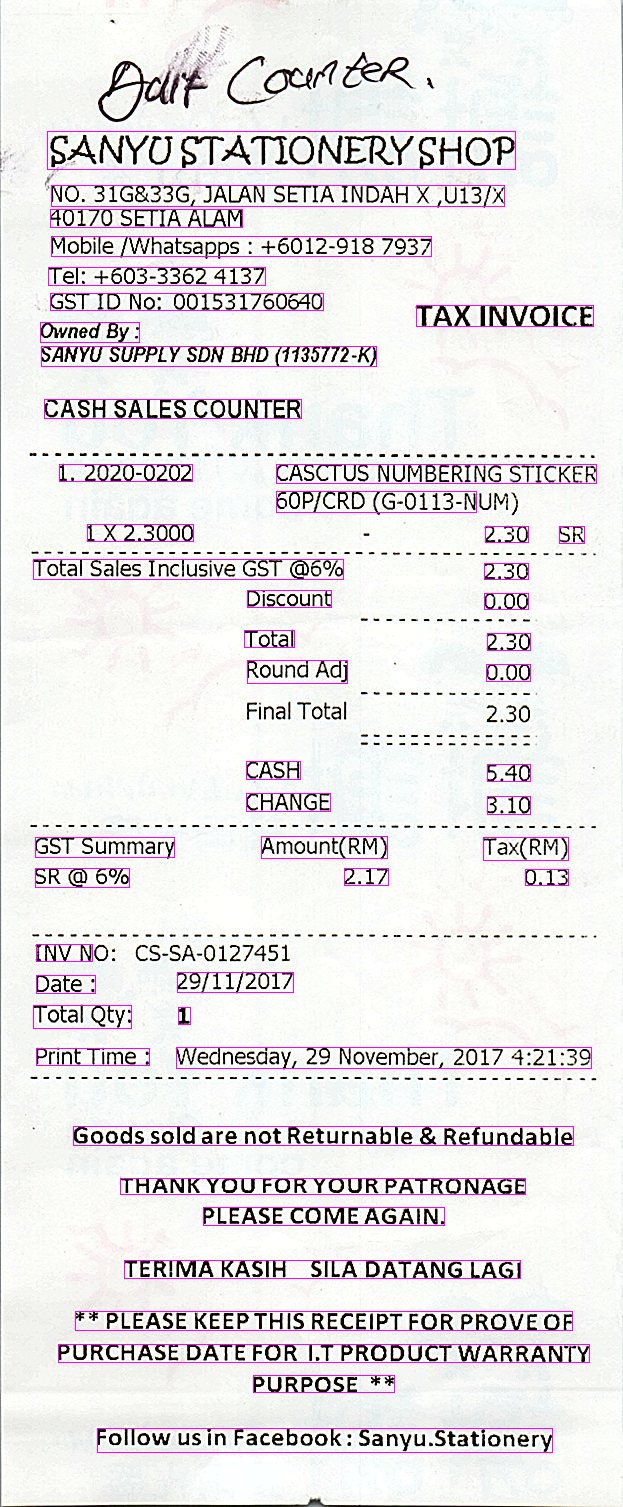 Counter.
SANYU STATIONERY SHOP
NO. 31G&33G, JALAN SETIA INDAH X ,U13/X
40170 SETIA ALAM
Mobile /Whatsapps : +6012-918 7937
Tel: +603-3362 4137
GST ID No: 001531760640
TAX INVOICE
Owned By :
SANYU SUPPLY SDN BHD (1135772-K)
CASH SALES COUNTER
1. 2020-0202 CASCTUS NUMBERING STICKER
60P/CRD (G-0113-NUM)
1 X 2.3000 - 2.30 SR
Total Sales Inclusive GST @6% 2.30
Discount 0.00
Total 2.30
Round Adj 0.00
Final Total 2.30
CASH 5.40
CHANGE 3.10
GST Summary Amount(RM) Tax(RM)
SR @ 6% 2.17 0.13
INV NO: CS-SA-0127451
Date : 29/11/2017
Total Qty: 1
Print Time : Wednesday, 29 November, 2017 4:21:39
Goods sold are not Returnable & Refundable
THANK YOU FOR YOUR PATRONAGE
PLEASE COME AGAIN.
TERIMA KASIH SILA DATANG LAGI
** PLEASE KEEP THIS RECEIPT FOR PROVE OF
PURCHASE DATE FOR I.T PRODUCT WARRANTY
PURPOSE **
Follow us in Facebook : Sanyu.Stationery